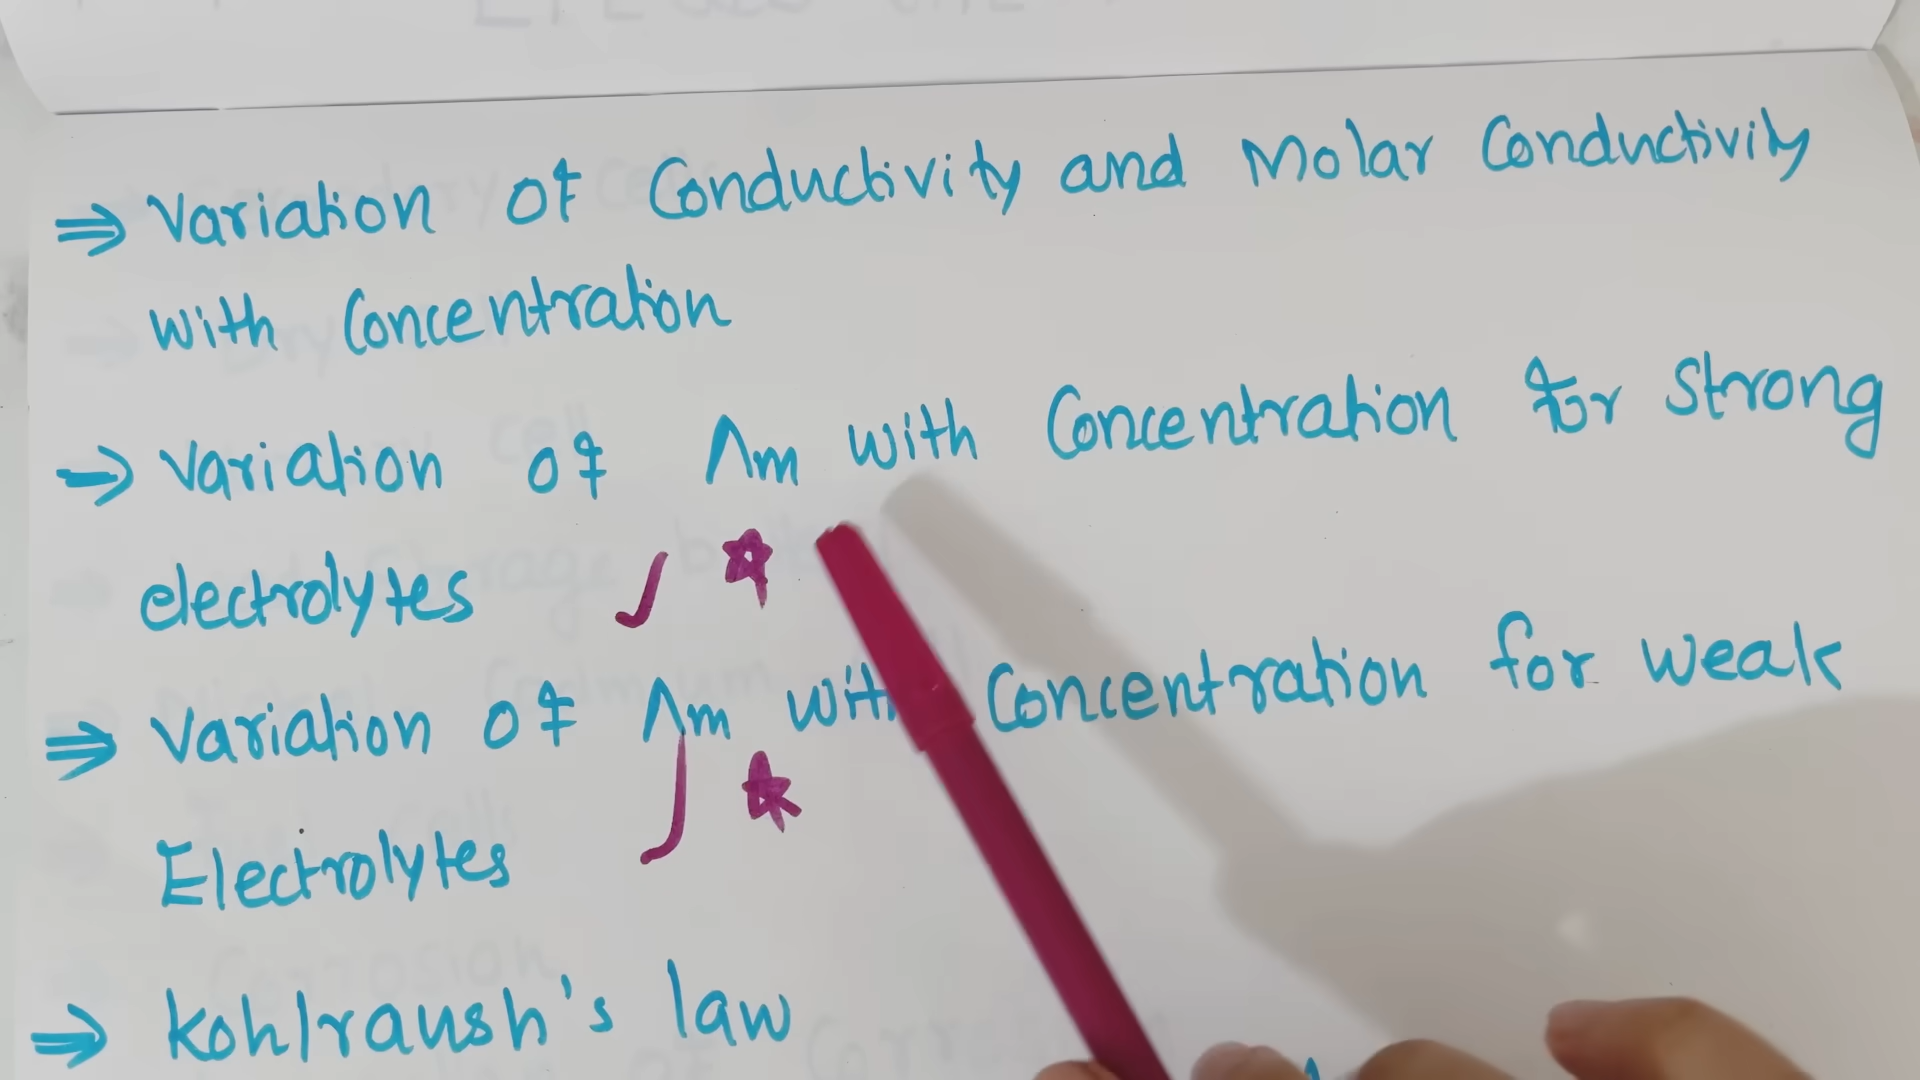 ⇒ Variation of Conductivity and Molar Conductivity
with Concentration
→ Variation of Λm with Concentration for strong
electrolytes
⇒ Variation of Λm with Concentration for weak
Electrolytes
⇒ kohlraush's law